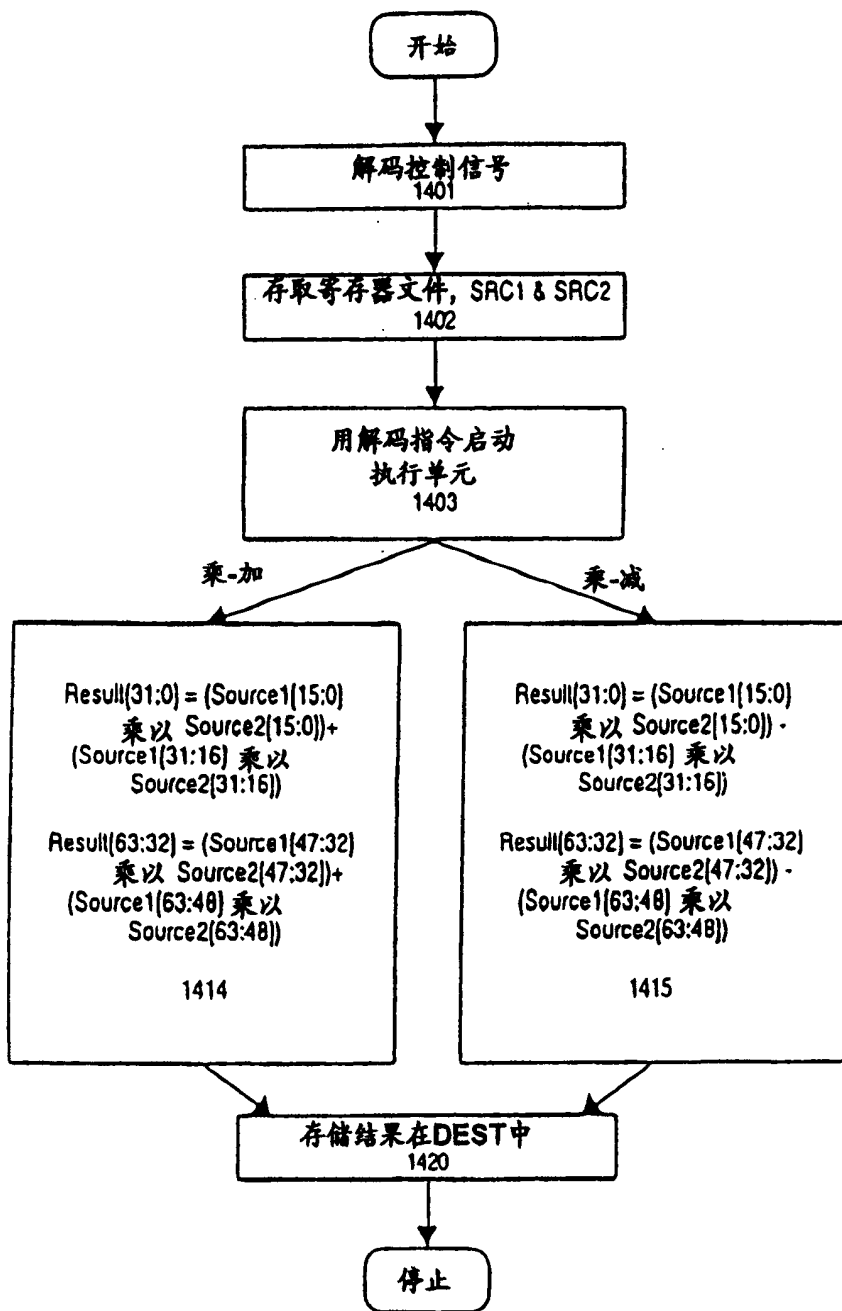 开始
解码控制信号
1401
存取寄存器文件, SRC1 & SRC2
1402
用解码指令启动
执行单元
1403
乘-加
乘-减
Result(31:0) = (Source1(15:0)
乘以 Source2(15:0))+
(Source1(31:16) 乘以
Source2(31:16))
Result(63:32) = (Source1(47:32)
乘以 Source2(47:32))+
(Source1(63:48) 乘以
Source2(63:48))
1414
Result(31:0) = (Source1(15:0)
乘以 Source2(15:0)) -
(Source1(31:16) 乘以
Source2(31:16))
Result(63:32) = (Source1(47:32)
乘以 Source2(47:32)) -
(Source1(63:48) 乘以
Source2(63:48))
1415
存储结果在DEST中
1420
停止